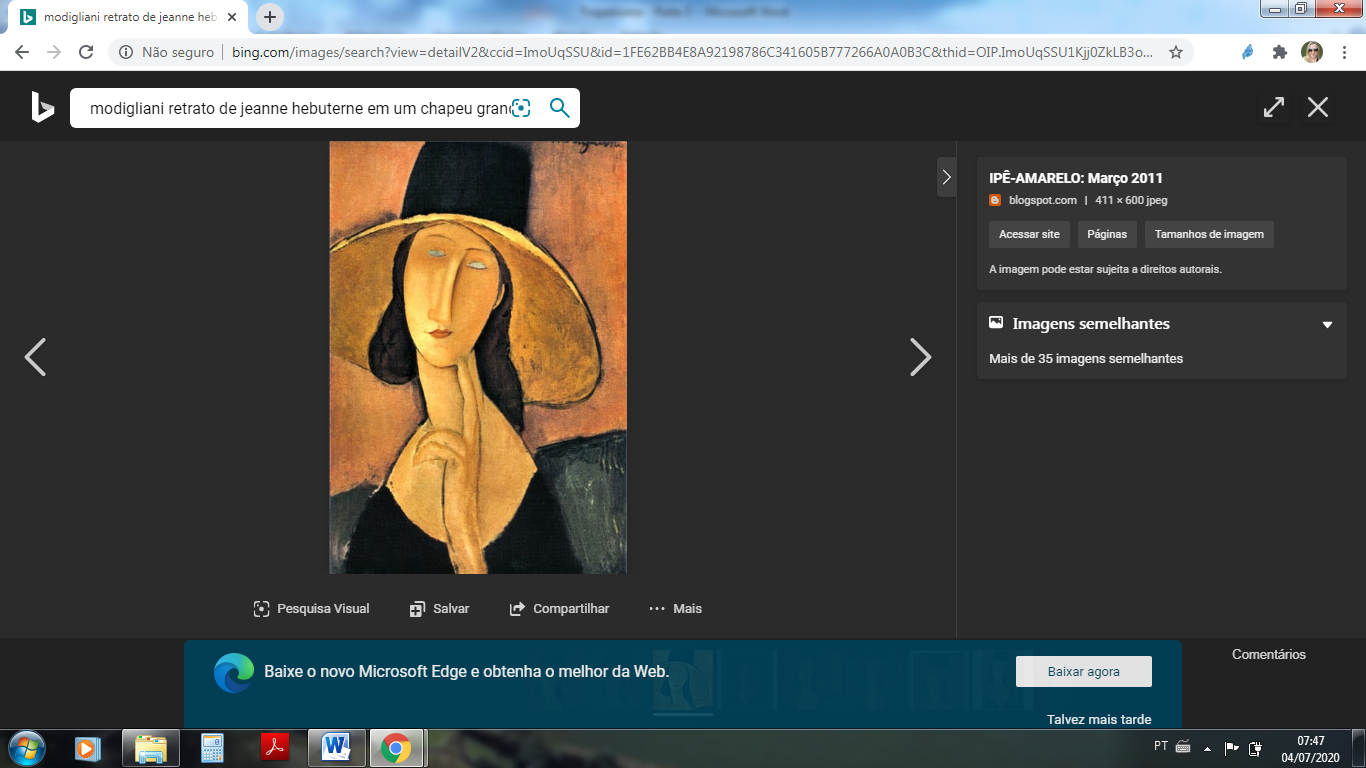 modigliani retrato de jeanne heb
Não seguro | bing.com/images/search?view=detailV2&ccid=ImoUqSSU&id=1FE62BB4E8A92198786C341605B777266A0A0B3C&thid=OIP.ImoUqSSU1Kjj0ZkLB3o...
modigliani retrato de jeanne hebuterne em um chapeu gran
IPÊ-AMARELO: Março 2011
blogspot.com | 411 × 600 jpeg
Acessar site Páginas Tamanhos de imagem
A imagem pode estar sujeita a direitos autorais.
Imagens semelhantes
Mais de 35 imagens semelhantes
Pesquisa Visual Salvar Compartilhar Mais
Baixe o novo Microsoft Edge e obtenha o melhor da Web.
Baixar agora
Talvez mais tarde
Comentários
PT
07:47
04/07/2020